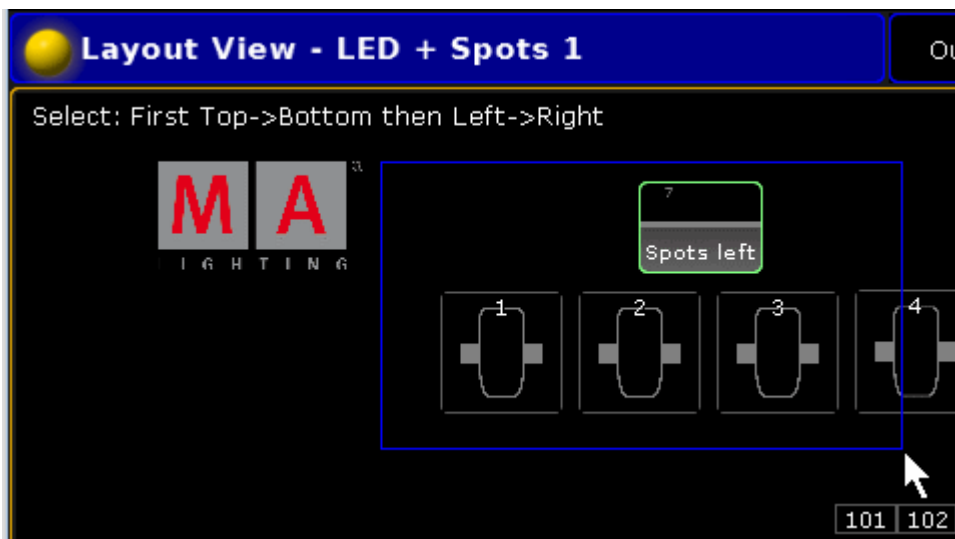 Layout View - LED + Spots 1
Ou
Select: First Top->Bottom then Left->Right
MA
a
LIGHTING
7
Spots left
1 2 3 4
101 102